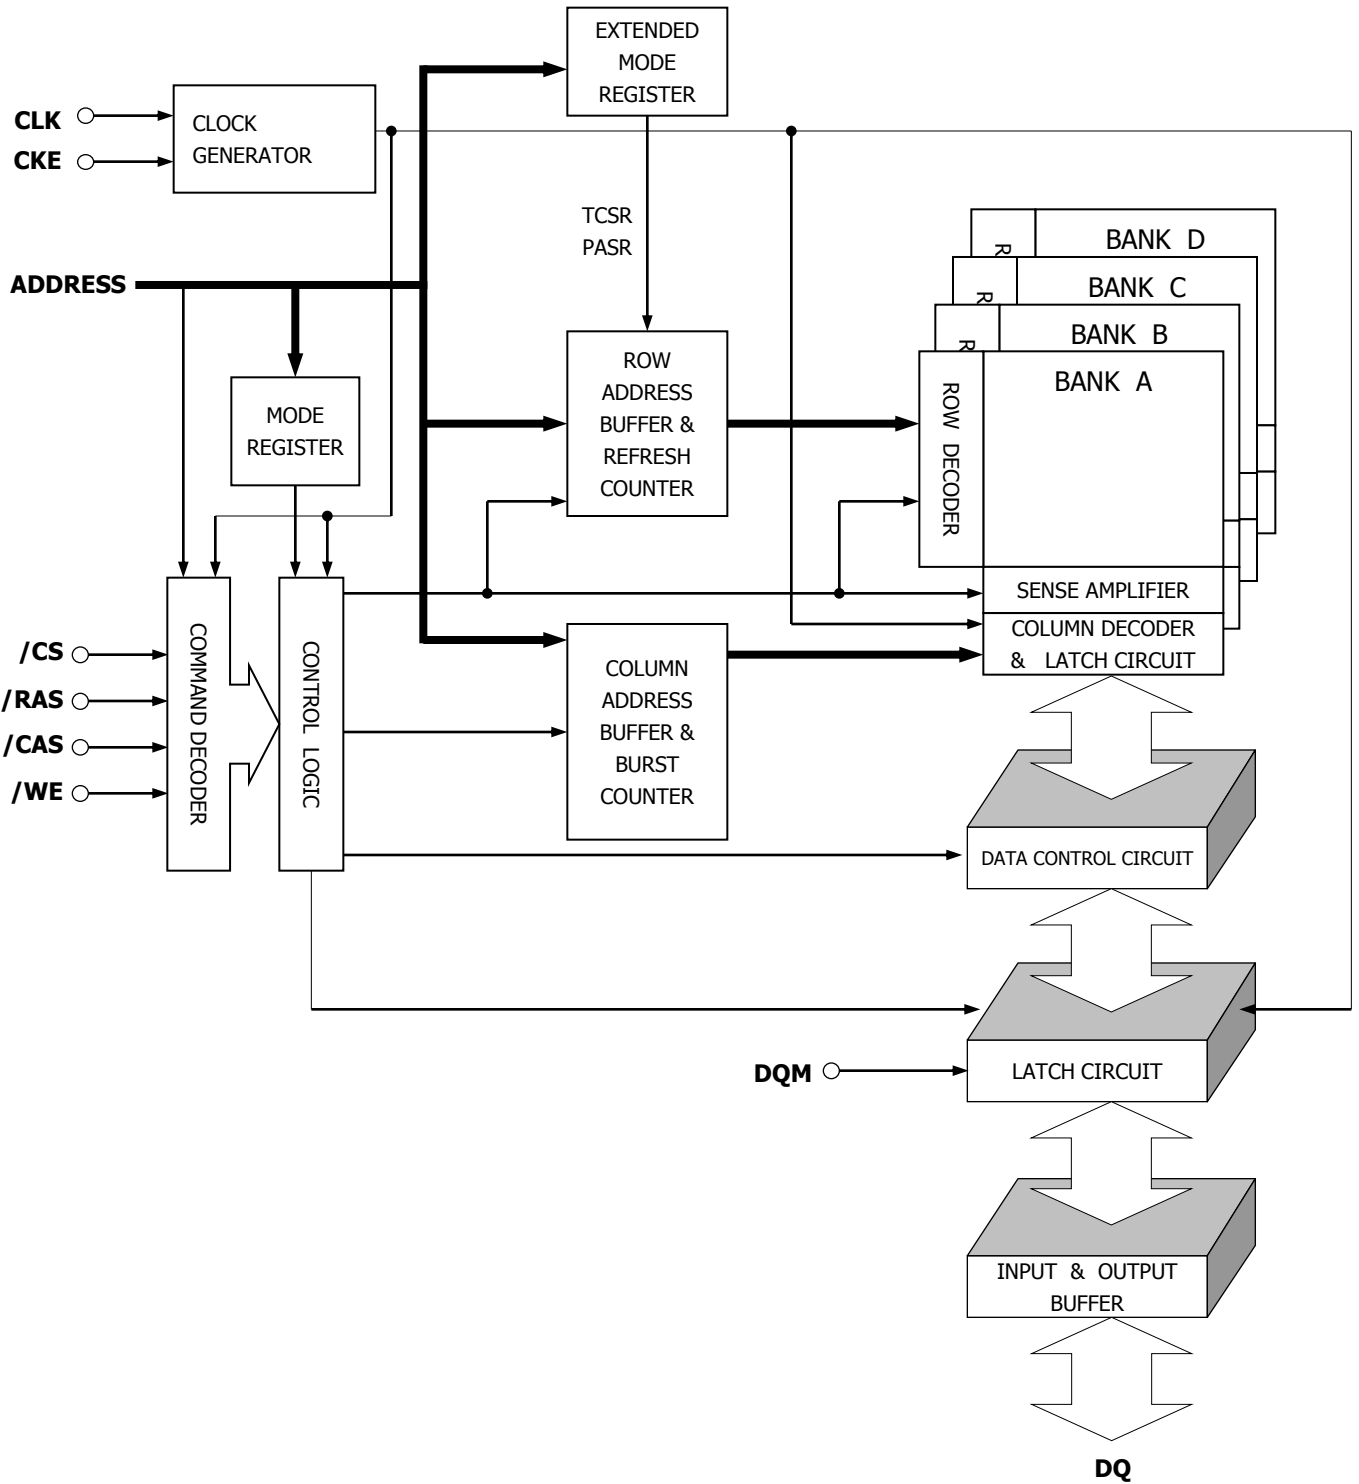 EXTENDED
MODE
REGISTER
CLK
CKE
CLOCK
GENERATOR
TCSR
PASR
ADDRESS
R
BANK D
R
BANK C
R
BANK B
BANK A
ROW DECODER
ROW
ADDRESS
BUFFER &
REFRESH
COUNTER
MODE
REGISTER
SENSE AMPLIFIER
COLUMN DECODER
& LATCH CIRCUIT
/CS
/RAS
/CAS
/WE
COMMAND DECODER
CONTROL LOGIC
COLUMN
ADDRESS
BUFFER &
BURST
COUNTER
DATA CONTROL CIRCUIT
DQM
LATCH CIRCUIT
INPUT & OUTPUT
BUFFER
DQ